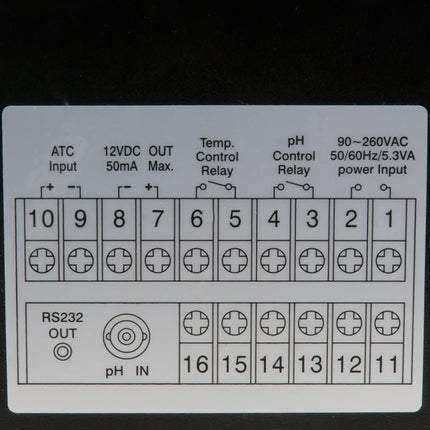 ATC
Input
+ −
12VDC OUT
50mA Max.
− +
Temp.
Control
Relay
pH
Control
Relay
90~260VAC
50/60Hz/5.3VA
power Input
10 9 8 7 6 5 4 3 2 1
RS232
OUT
pH IN
16 15 14 13 12 11